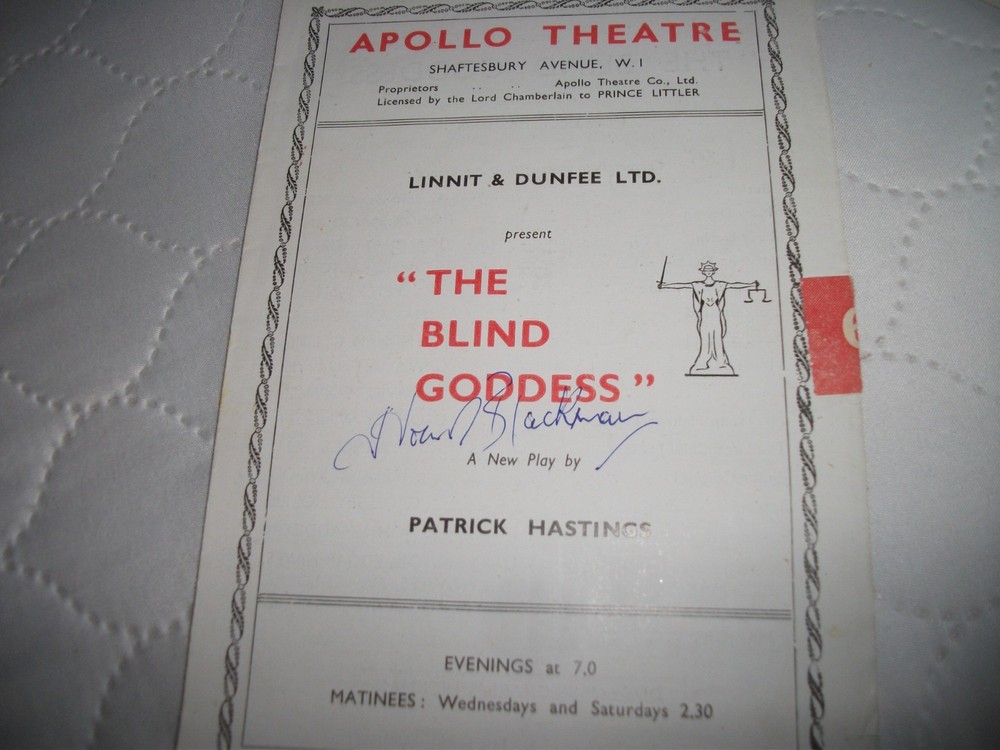 APOLLO THEATRE
SHAFTESBURY AVENUE, W.1
Proprietors .. .. Apollo Theatre Co., Ltd.
Licensed by the Lord Chamberlain to PRINCE LITTLER
LINNIT & DUNFEE LTD.
present
“THE
BLIND
GODDESS”
Blackman
A New Play by
PATRICK HASTINGS
EVENINGS at 7.0
MATINEES: Wednesdays and Saturdays 2.30